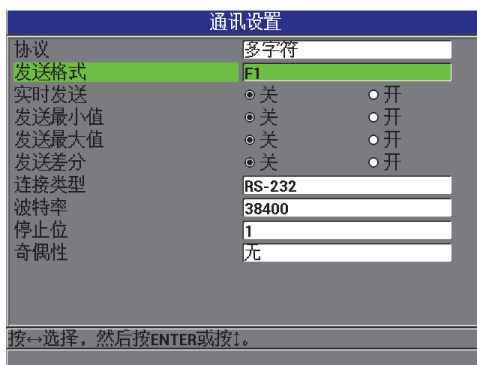 通讯设置
协议 多字符
发送格式 F1
实时发送 关 开
发送最小值 关 开
发送最大值 关 开
发送差分 关 开
连接类型 RS-232
波特率 38400
停止位 1
奇偶性 无
按↔选择，然后按ENTER或按↕。